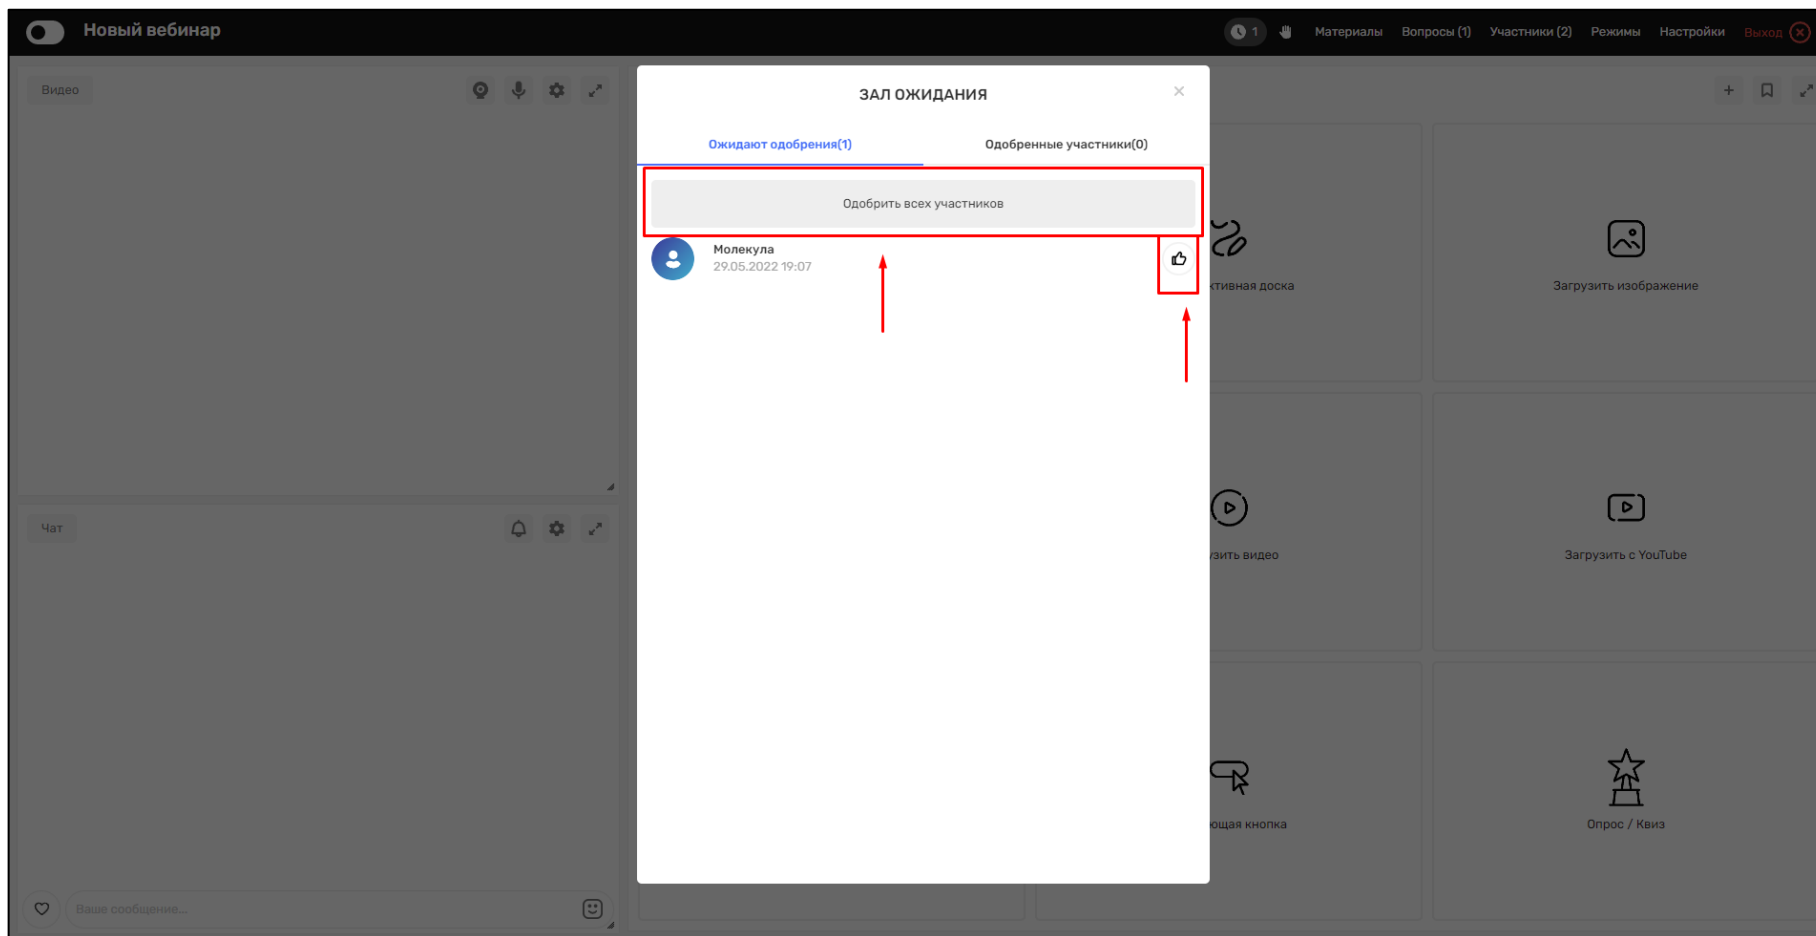 Новый вебинар
1
Материалы
Вопросы (1)
Участники (2)
Режимы
Настройки
Выход
Видео
ЗАЛ ОЖИДАНИЯ
Ожидают одобрения(1)
Одобренные участники(0)
Одобрить всех участников
Молекула
29.05.2022 19:07
ктивная доска
Загрузить изображение
Чат
узить видео
Загрузить с YouTube
ющая кнопка
Опрос / Квиз
Ваше сообщение...